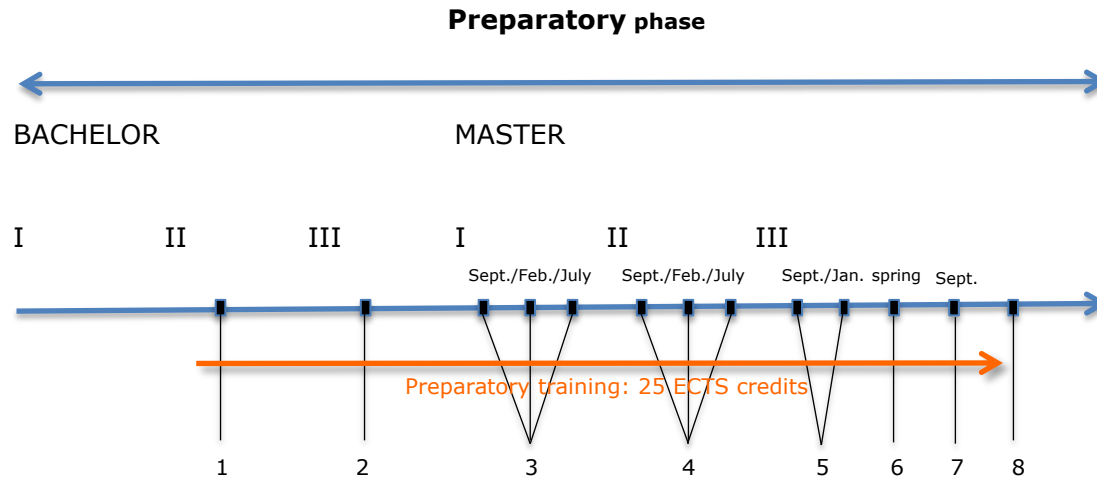 Preparatory phase
BACHELOR MASTER
I II III I II III
Sept./Feb./July Sept./Feb./July Sept./Jan. spring Sept.
Preparatory training: 25 ECTS credits
1 2 3 4 5 6 7 8